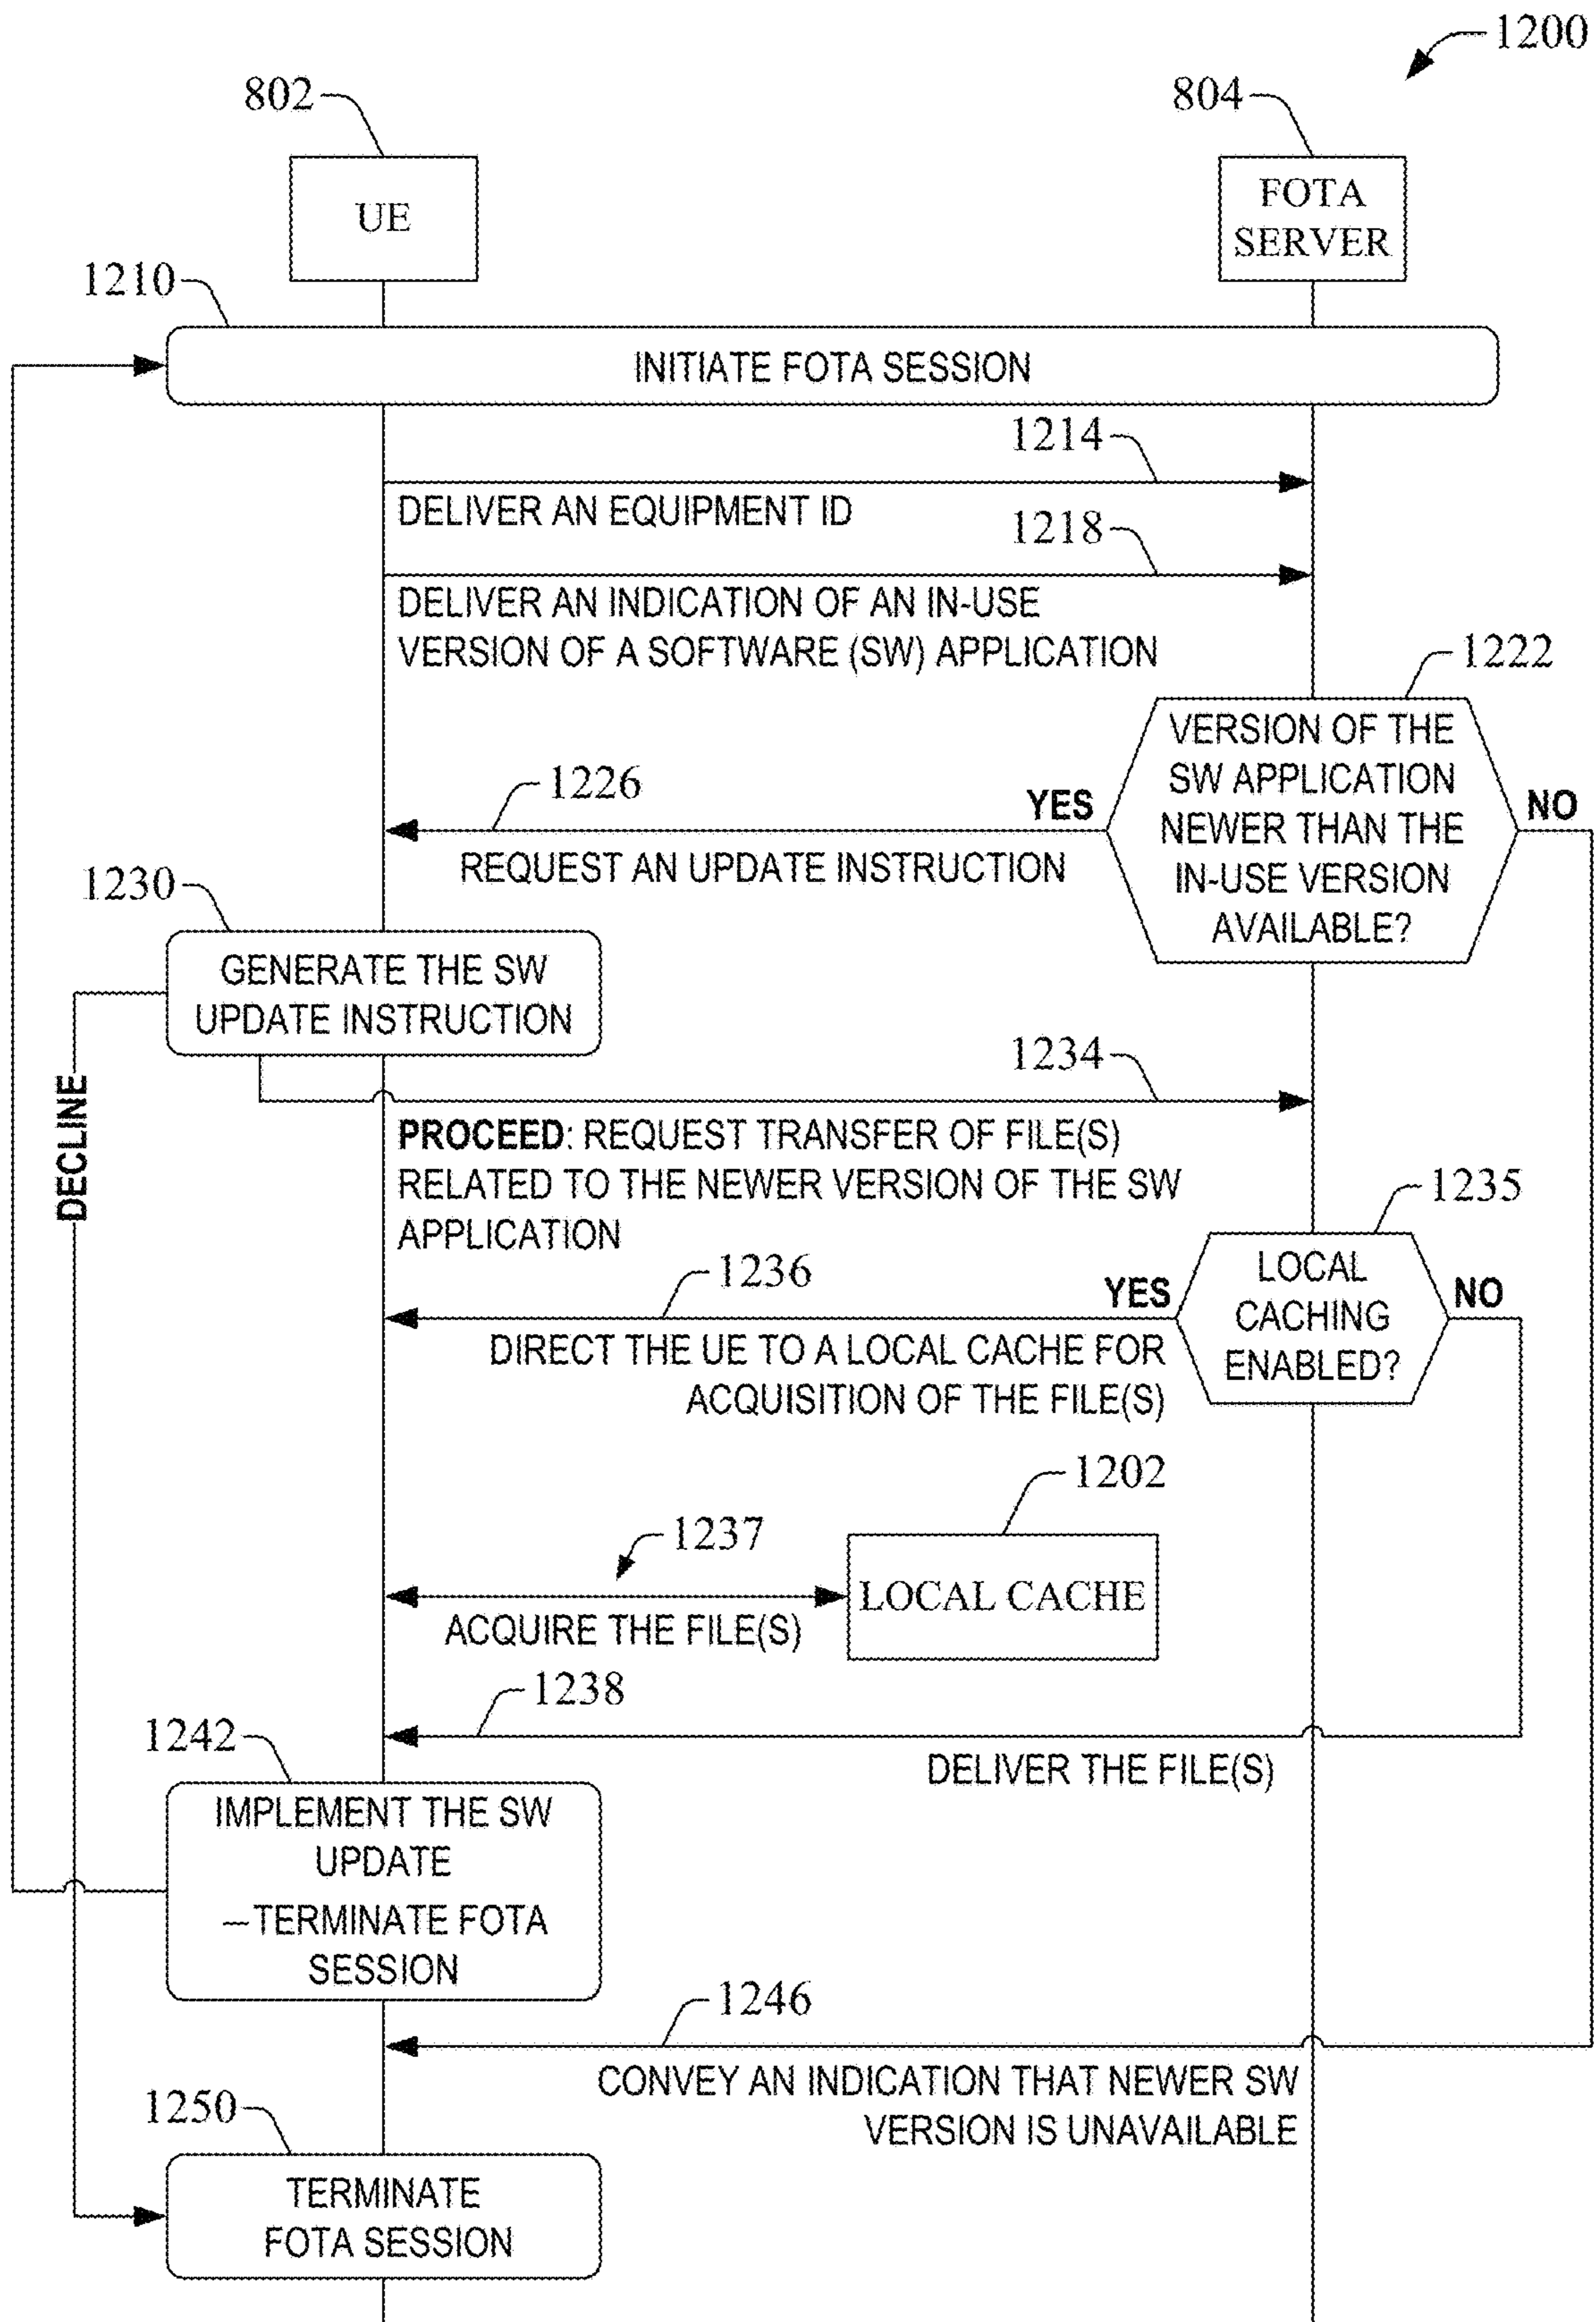 1200
802
804
UE
FOTA
SERVER
1210
INITIATE FOTA SESSION
1214
DELIVER AN EQUIPMENT ID
1218
DELIVER AN INDICATION OF AN IN-USE
VERSION OF A SOFTWARE (SW) APPLICATION
1222
VERSION OF THE
SW APPLICATION
NEWER THAN THE
IN-USE VERSION
AVAILABLE?
YES
NO
1226
REQUEST AN UPDATE INSTRUCTION
1230
GENERATE THE SW
UPDATE INSTRUCTION
DECLINE
1234
PROCEED: REQUEST TRANSFER OF FILE(S)
RELATED TO THE NEWER VERSION OF THE SW
APPLICATION
1235
LOCAL
CACHING
ENABLED?
YES
NO
1236
DIRECT THE UE TO A LOCAL CACHE FOR
ACQUISITION OF THE FILE(S)
1202
1237
LOCAL CACHE
ACQUIRE THE FILE(S)
1238
DELIVER THE FILE(S)
1242
IMPLEMENT THE SW
UPDATE
—TERMINATE FOTA
SESSION
1246
CONVEY AN INDICATION THAT NEWER SW
VERSION IS UNAVAILABLE
1250
TERMINATE
FOTA SESSION